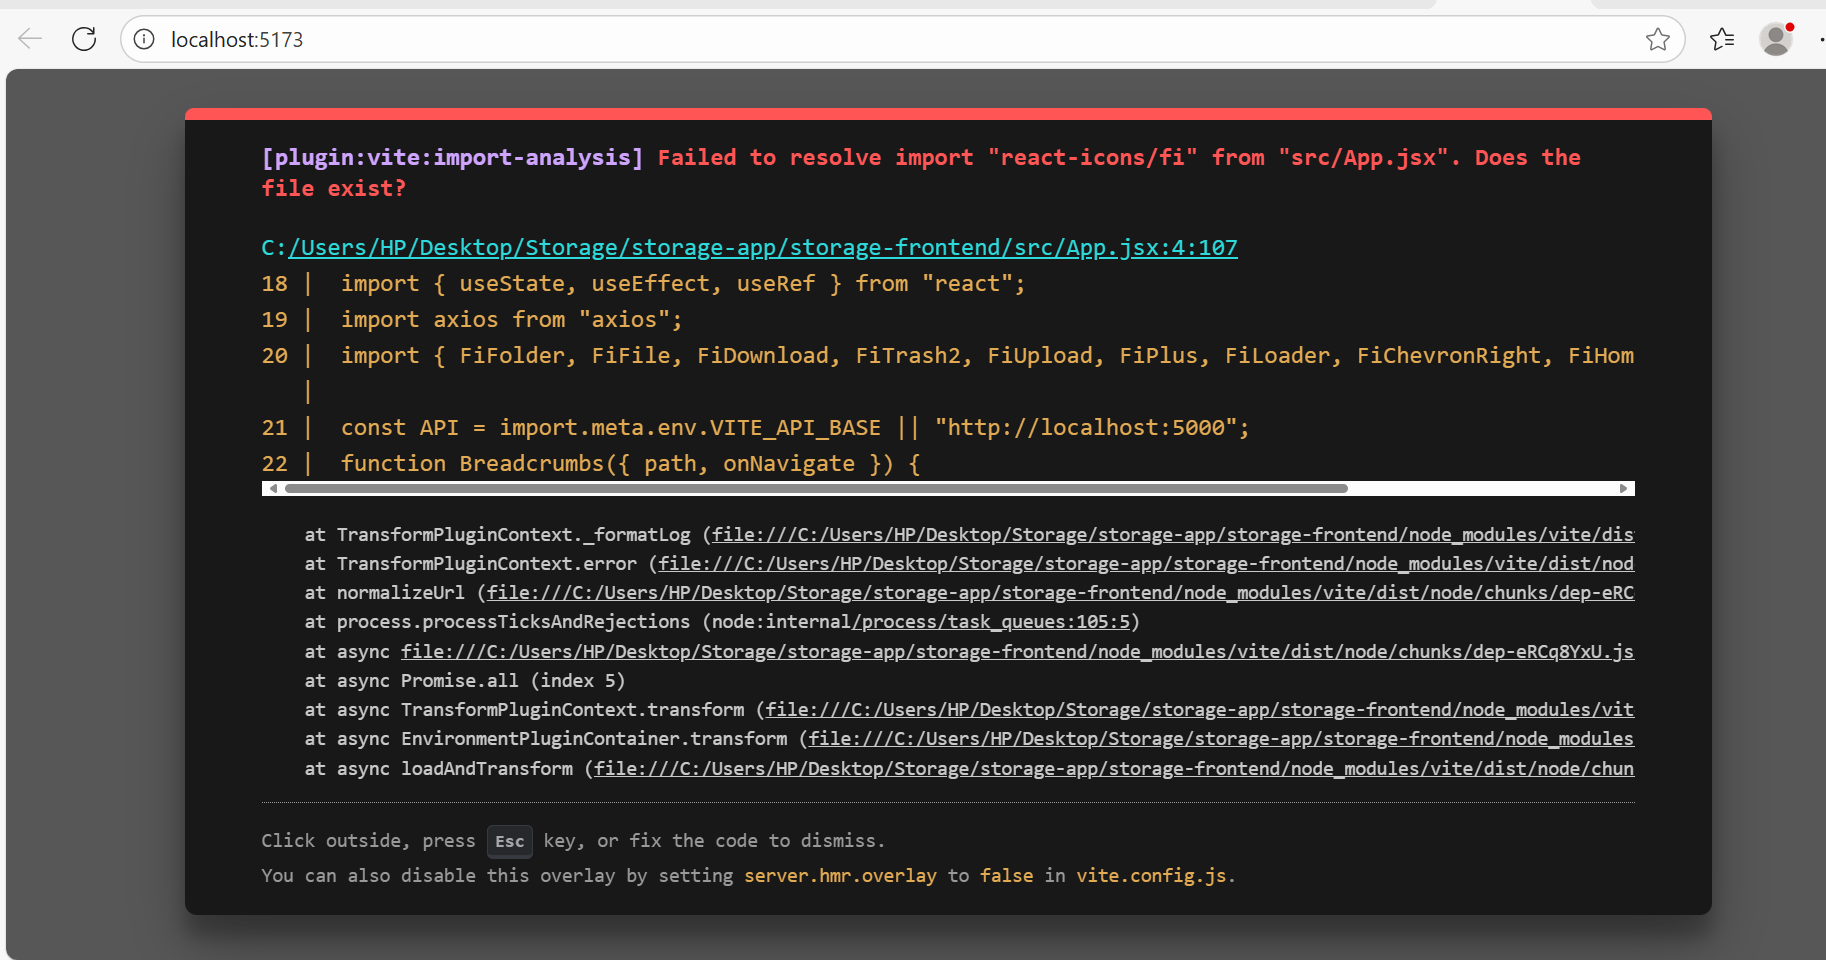 localhost:5173
[plugin:vite:import-analysis] Failed to resolve import "react-icons/fi" from "src/App.jsx". Does the
file exist?
C:/Users/HP/Desktop/Storage/storage-app/storage-frontend/src/App.jsx:4:107
18 |  import { useState, useEffect, useRef } from "react";
19 |  import axios from "axios";
20 |  import { FiFolder, FiFile, FiDownload, FiTrash2, FiUpload, FiPlus, FiLoader, FiChevronRight, FiHom
|
21 |  const API = import.meta.env.VITE_API_BASE || "http://localhost:5000";
22 |  function Breadcrumbs({ path, onNavigate }) {
at TransformPluginContext._formatLog (file:///C:/Users/HP/Desktop/Storage/storage-app/storage-frontend/node_modules/vite/dis
at TransformPluginContext.error (file:///C:/Users/HP/Desktop/Storage/storage-app/storage-frontend/node_modules/vite/dist/nod
at normalizeUrl (file:///C:/Users/HP/Desktop/Storage/storage-app/storage-frontend/node_modules/vite/dist/node/chunks/dep-eRC
at process.processTicksAndRejections (node:internal/process/task_queues:105:5)
at async file:///C:/Users/HP/Desktop/Storage/storage-app/storage-frontend/node_modules/vite/dist/node/chunks/dep-eRCq8YxU.js
at async Promise.all (index 5)
at async TransformPluginContext.transform (file:///C:/Users/HP/Desktop/Storage/storage-app/storage-frontend/node_modules/vit
at async EnvironmentPluginContainer.transform (file:///C:/Users/HP/Desktop/Storage/storage-app/storage-frontend/node_modules
at async loadAndTransform (file:///C:/Users/HP/Desktop/Storage/storage-app/storage-frontend/node_modules/vite/dist/node/chun
Click outside, press Esc key, or fix the code to dismiss.
You can also disable this overlay by setting server.hmr.overlay to false in vite.config.js.